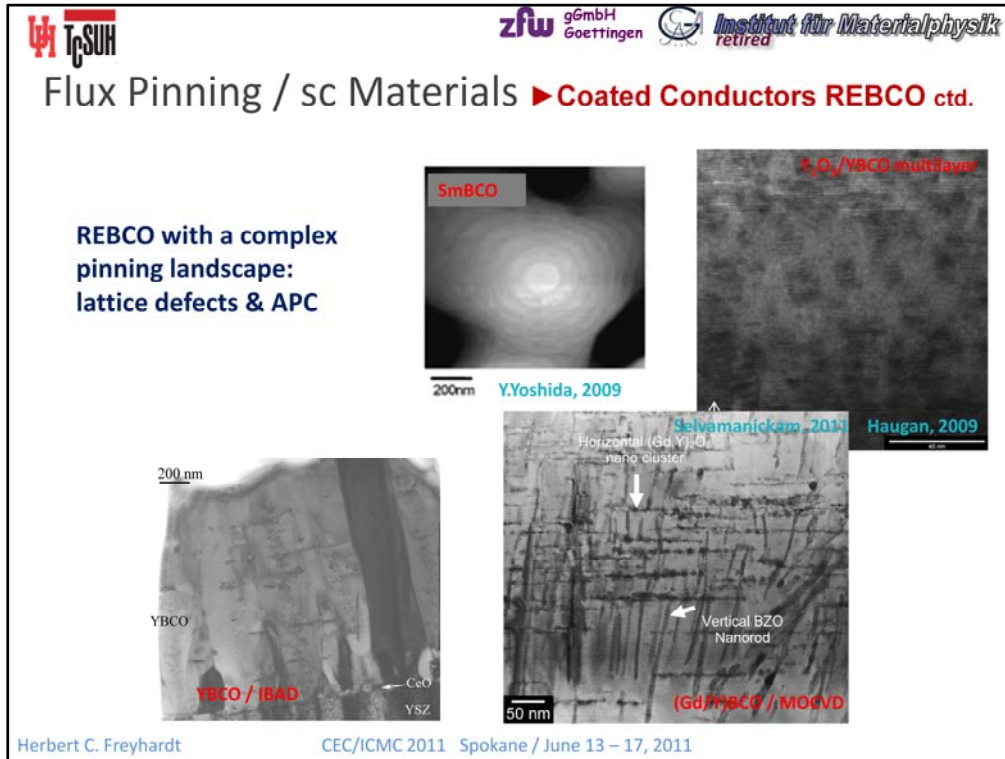 UH TcSUH
zfw gGmbH Goettingen
Institut für Materialphysik
retired
Flux Pinning / sc Materials ►Coated Conductors REBCO ctd.
REBCO with a complex
pinning landscape:
lattice defects & APC
SmBCO
200nm
Y.Yoshida, 2009
Y₂O₃/YBCO multilayer
Selvamanickam, 2011
Haugan, 2009
Horizontal (Gd,Y)₂O
nano cluster
Vertical BZO
Nanorod
50 nm
(Gd/Y)BCO / MOCVD
200 nm
YBCO
YBCO / IBAD
CeO
YSZ
Herbert C. Freyhardt
CEC/ICMC 2011 Spokane / June 13 – 17, 2011